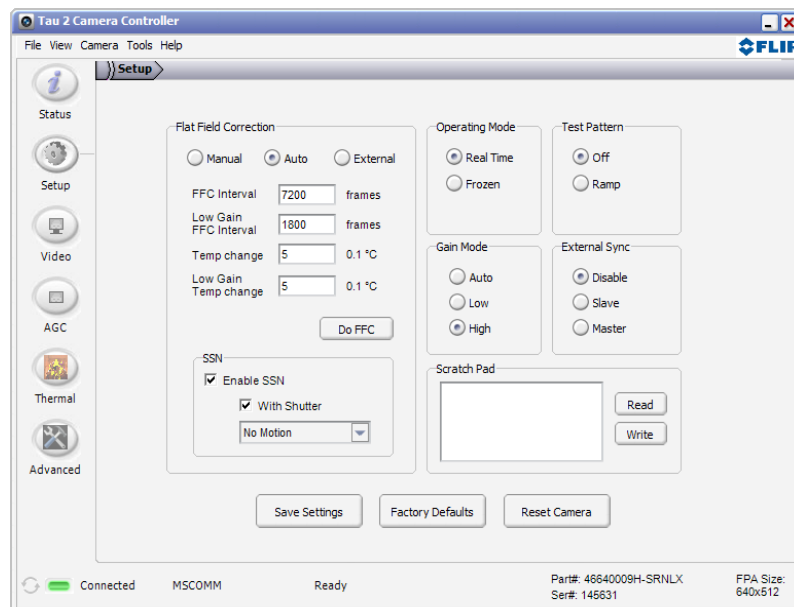 Tau 2 Camera Controller
File View Camera Tools Help
FLIR
Setup
Status
Setup
Video
AGC
Thermal
Advanced
Flat Field Correction
Manual Auto External
FFC Interval 7200 frames
Low Gain
FFC Interval 1800 frames
Temp change 5 0.1 °C
Low Gain
Temp change 5 0.1 °C
Do FFC
SSN
Enable SSN
With Shutter
No Motion
Operating Mode
Real Time
Frozen
Test Pattern
Off
Ramp
Gain Mode
Auto
Low
High
External Sync
Disable
Slave
Master
Scratch Pad
Read
Write
Save Settings Factory Defaults Reset Camera
Connected MSCOMM Ready
Part#: 46640009H-SRNLX
Ser#: 145631
FPA Size:
640x512